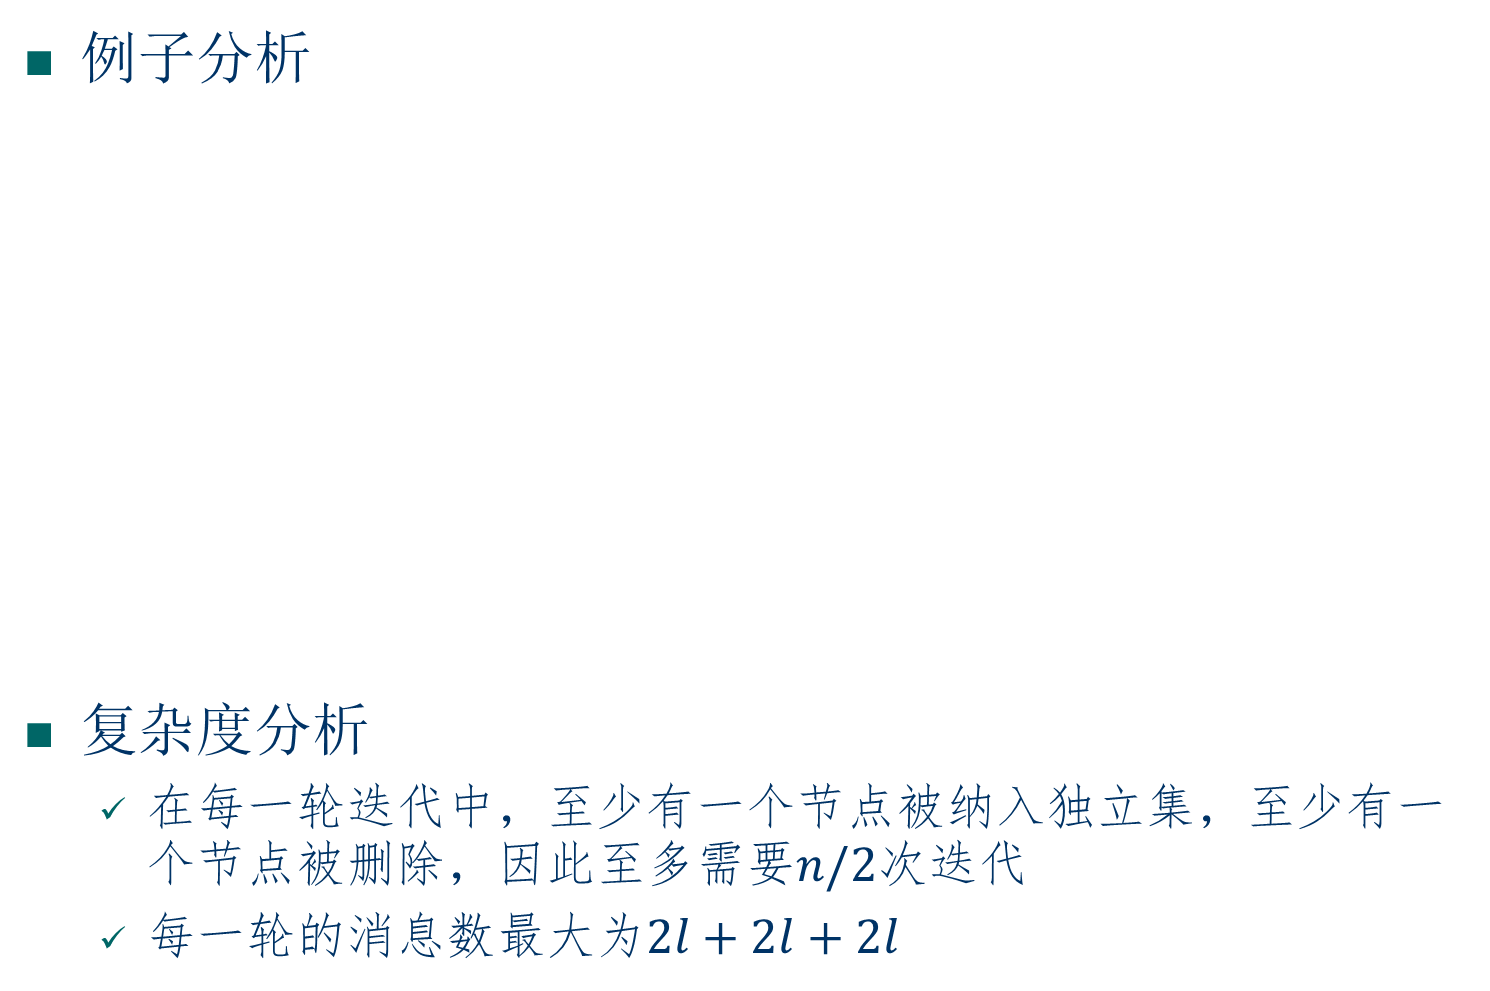 ■ 例子分析
■ 复杂度分析
✓ 在每一轮迭代中，至少有一个节点被纳入独立集，至少有一
个节点被删除，因此至多需要n/2次迭代
✓ 每一轮的消息数最大为2l + 2l + 2l